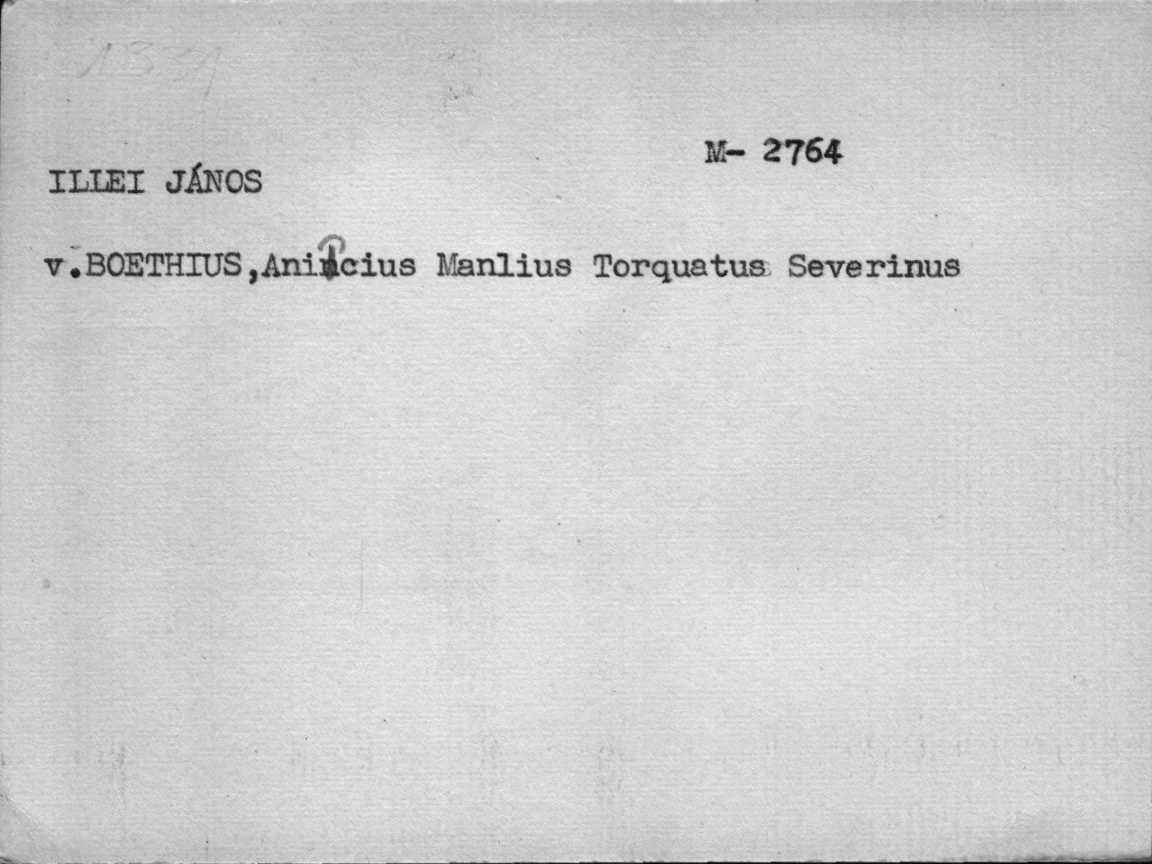 M- 2764
ILLEI JÁNOS
v.BOETHIUS,Anicius Manlius Torquatus Severinus